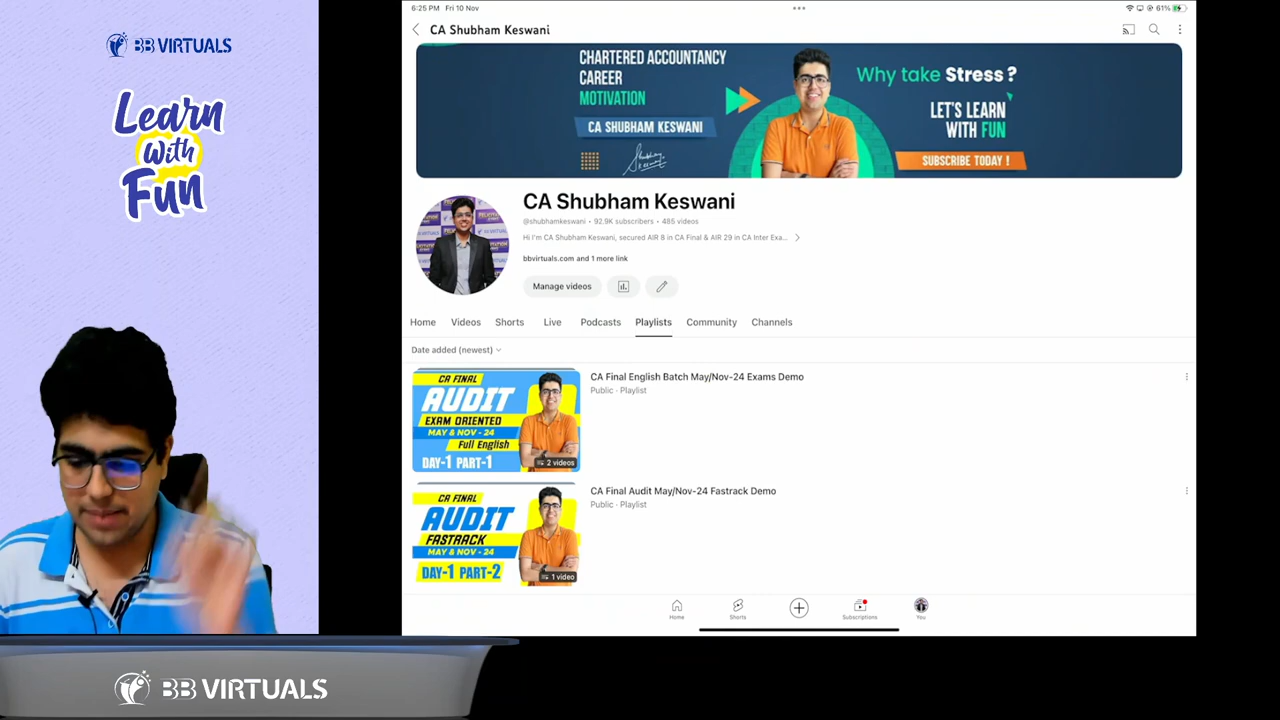 BB VIRTUALS
Learn
With
Fun
6:25 PM Fri 10 Nov
61%
CA Shubham Keswani
CHARTERED ACCOUNTANCY
CAREER
MOTIVATION
CA SHUBHAM KESWANI
Why take Stress ?
LET'S LEARN
WITH FUN
SUBSCRIBE TODAY !
CA Shubham Keswani
@shubhamkeswani • 92.9K subscribers • 485 videos
Hi I'm CA Shubham Keswani, secured AIR 8 in CA Final & AIR 29 in CA Inter Exa...
bbvirtuals.com and 1 more link
Manage videos
Home Videos Shorts Live Podcasts Playlists Community Channels
Date added (newest)
CA FINAL
AUDIT
EXAM ORIENTED
MAY & NOV - 24
Full English
DAY-1 PART-1
2 videos
CA Final English Batch May/Nov-24 Exams Demo
Public · Playlist
CA FINAL
AUDIT
FASTRACK
MAY & NOV - 24
DAY-1 PART-2
1 video
CA Final Audit May/Nov-24 Fastrack Demo
Public · Playlist
Home Shorts Subscriptions You
BB VIRTUALS